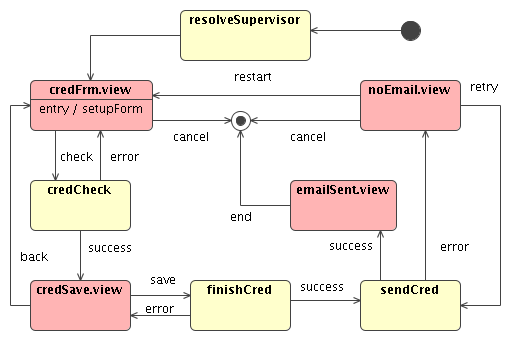 resolveSupervisor
credFrm.view
entry / setupForm
restart
noEmail.view
retry
cancel
cancel
check
error
credCheck
emailSent.view
end
success
back
success
error
credSave.view
save
error
finishCred
success
sendCred